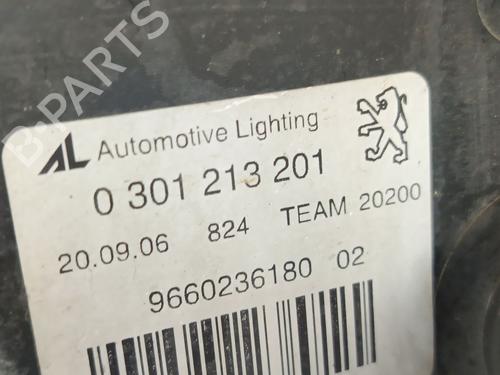 B-PARTS
AL Automotive Lighting
0 301 213 201
20.09.06 824 TEAM 20200
9660236180 02